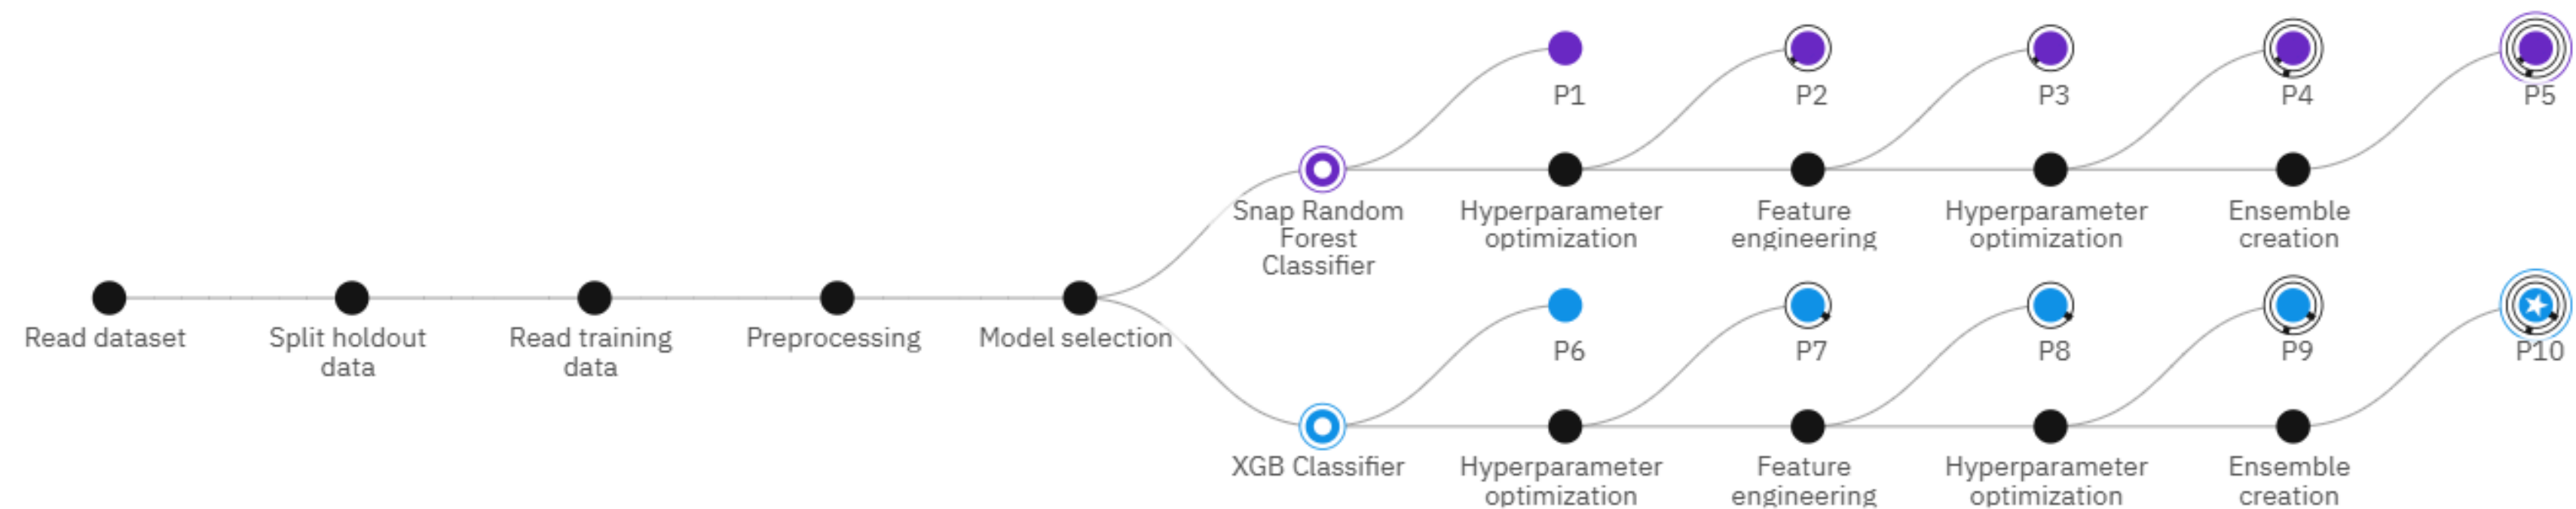 P1
P2
P3
P4
P5
Snap Random
Forest
Classifier
Hyperparameter
optimization
Feature
engineering
Hyperparameter
optimization
Ensemble
creation
Read dataset
Split holdout
data
Read training
data
Preprocessing
Model selection
P6
P7
P8
P9
P10
XGB Classifier
Hyperparameter
optimization
Feature
engineering
Hyperparameter
optimization
Ensemble
creation